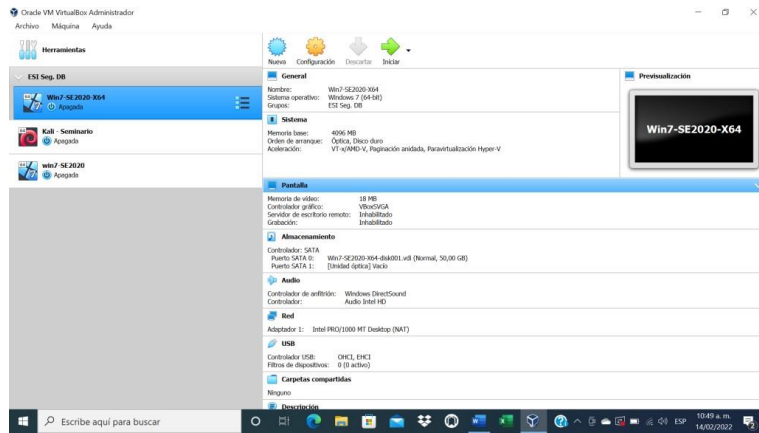 Oracle VM VirtualBox Administrador
Archivo Máquina Ayuda
Herramientas
ESI Seg. DB
64
Win7-SE2020-X64
Apagada
64
Kali - Seminario
Apagado
64
win7-SE2020
Apagada
Nueva Configuración Descartar Iniciar
General
Nombre: Win7-SE2020-X64
Sistema operativo: Windows 7 (64-bit)
Grupos: ESI Seg. DB
Sistema
Memoria base: 4096 MB
Orden de arranque: Óptica, Disco duro
Aceleración: VT-x/AMD-V, Paginación anidada, Paravirtualización Hyper-V
Previsualización
Win7-SE2020-X64
Pantalla
Memoria de vídeo: 18 MB
Controlador gráfico: VBoxSVGA
Servidor de escritorio remoto: Inhabilitado
Grabación: Inhabilitado
Almacenamiento
Controlador: SATA
Puerto SATA 0: Win7-SE2020-X64-disk001.vdi (Normal, 50,00 GB)
Puerto SATA 1: [Unidad óptica] Vacío
Audio
Controlador de anfitrión: Windows DirectSound
Controlador: Audio Intel HD
Red
Adaptador 1: Intel PRO/1000 MT Desktop (NAT)
USB
Controlador USB: OHCI, EHCI
Filtros de dispositivos: 0 (0 activo)
Carpetas compartidas
Ninguno
Descripción
Escribe aquí para buscar
ESP
10:49 a. m.
14/02/2022
2